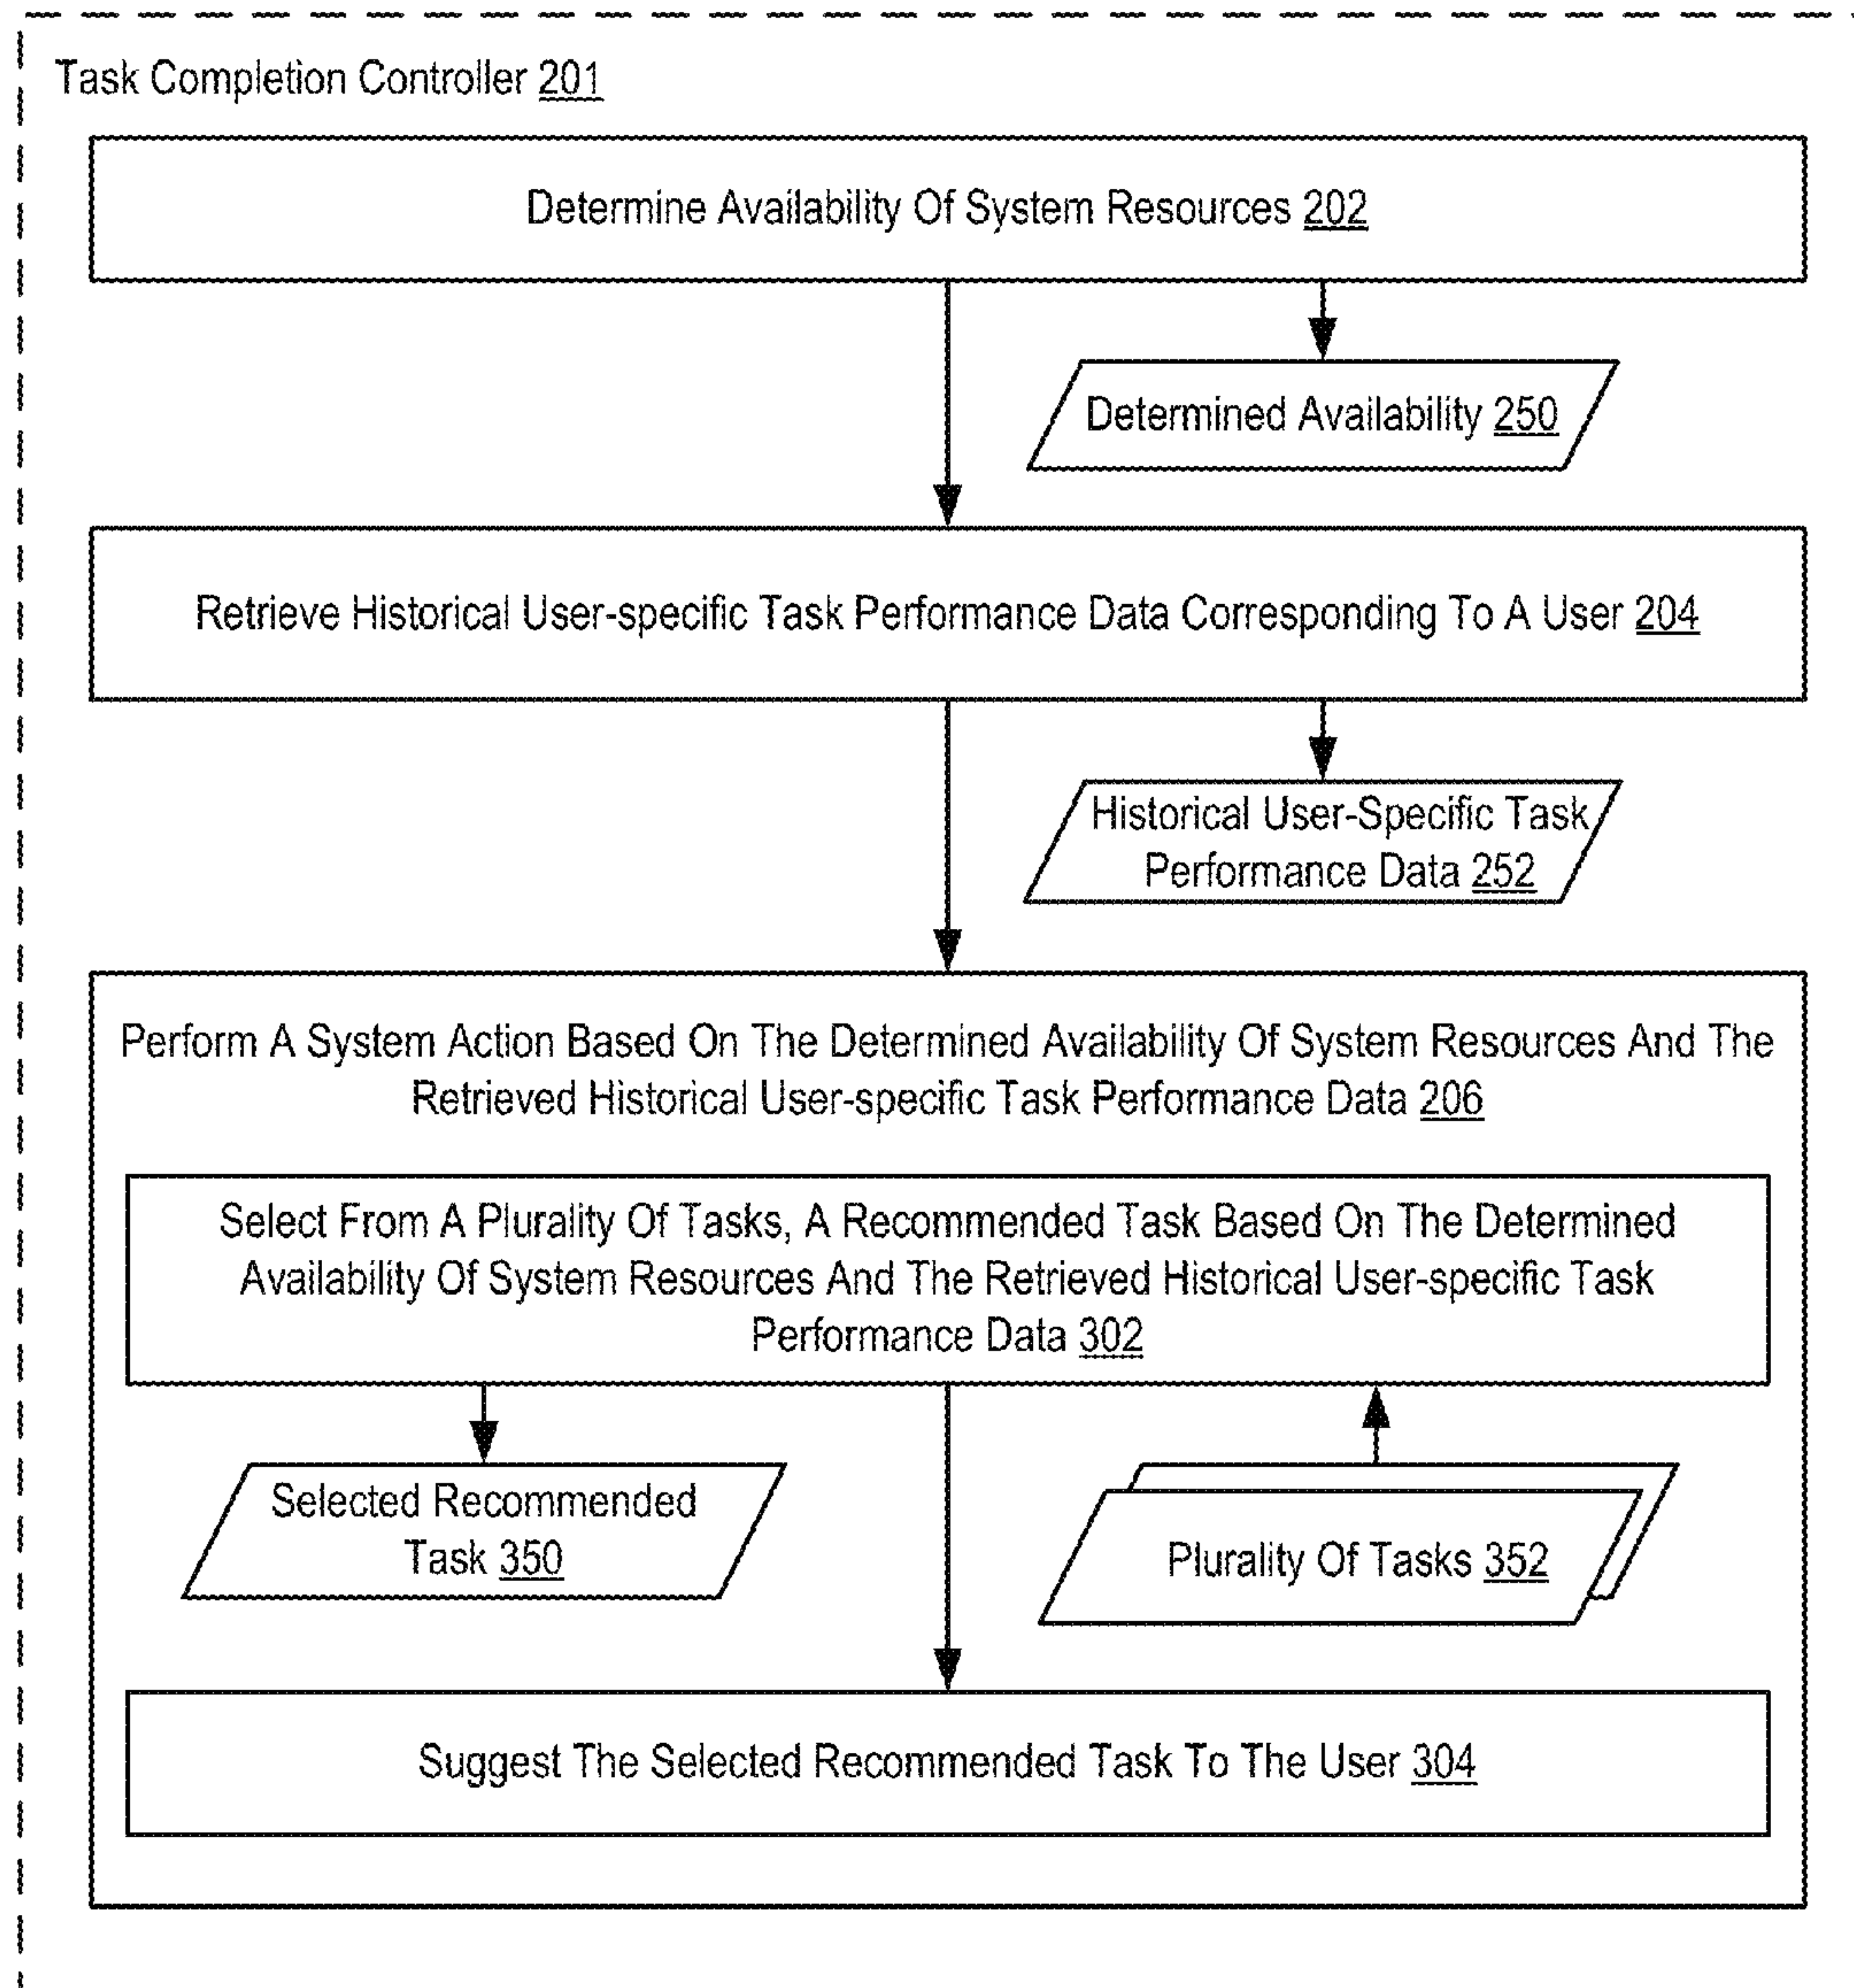 Task Completion Controller 201
Determine Availability Of System Resources 202
Determined Availability 250
Retrieve Historical User-specific Task Performance Data Corresponding To A User 204
Historical User-Specific Task
Performance Data 252
Perform A System Action Based On The Determined Availability Of System Resources And The
Retrieved Historical User-specific Task Performance Data 206
Select From A Plurality Of Tasks, A Recommended Task Based On The Determined
Availability Of System Resources And The Retrieved Historical User-specific Task
Performance Data 302
Selected Recommended
Task 350
Plurality Of Tasks 352
Suggest The Selected Recommended Task To The User 304